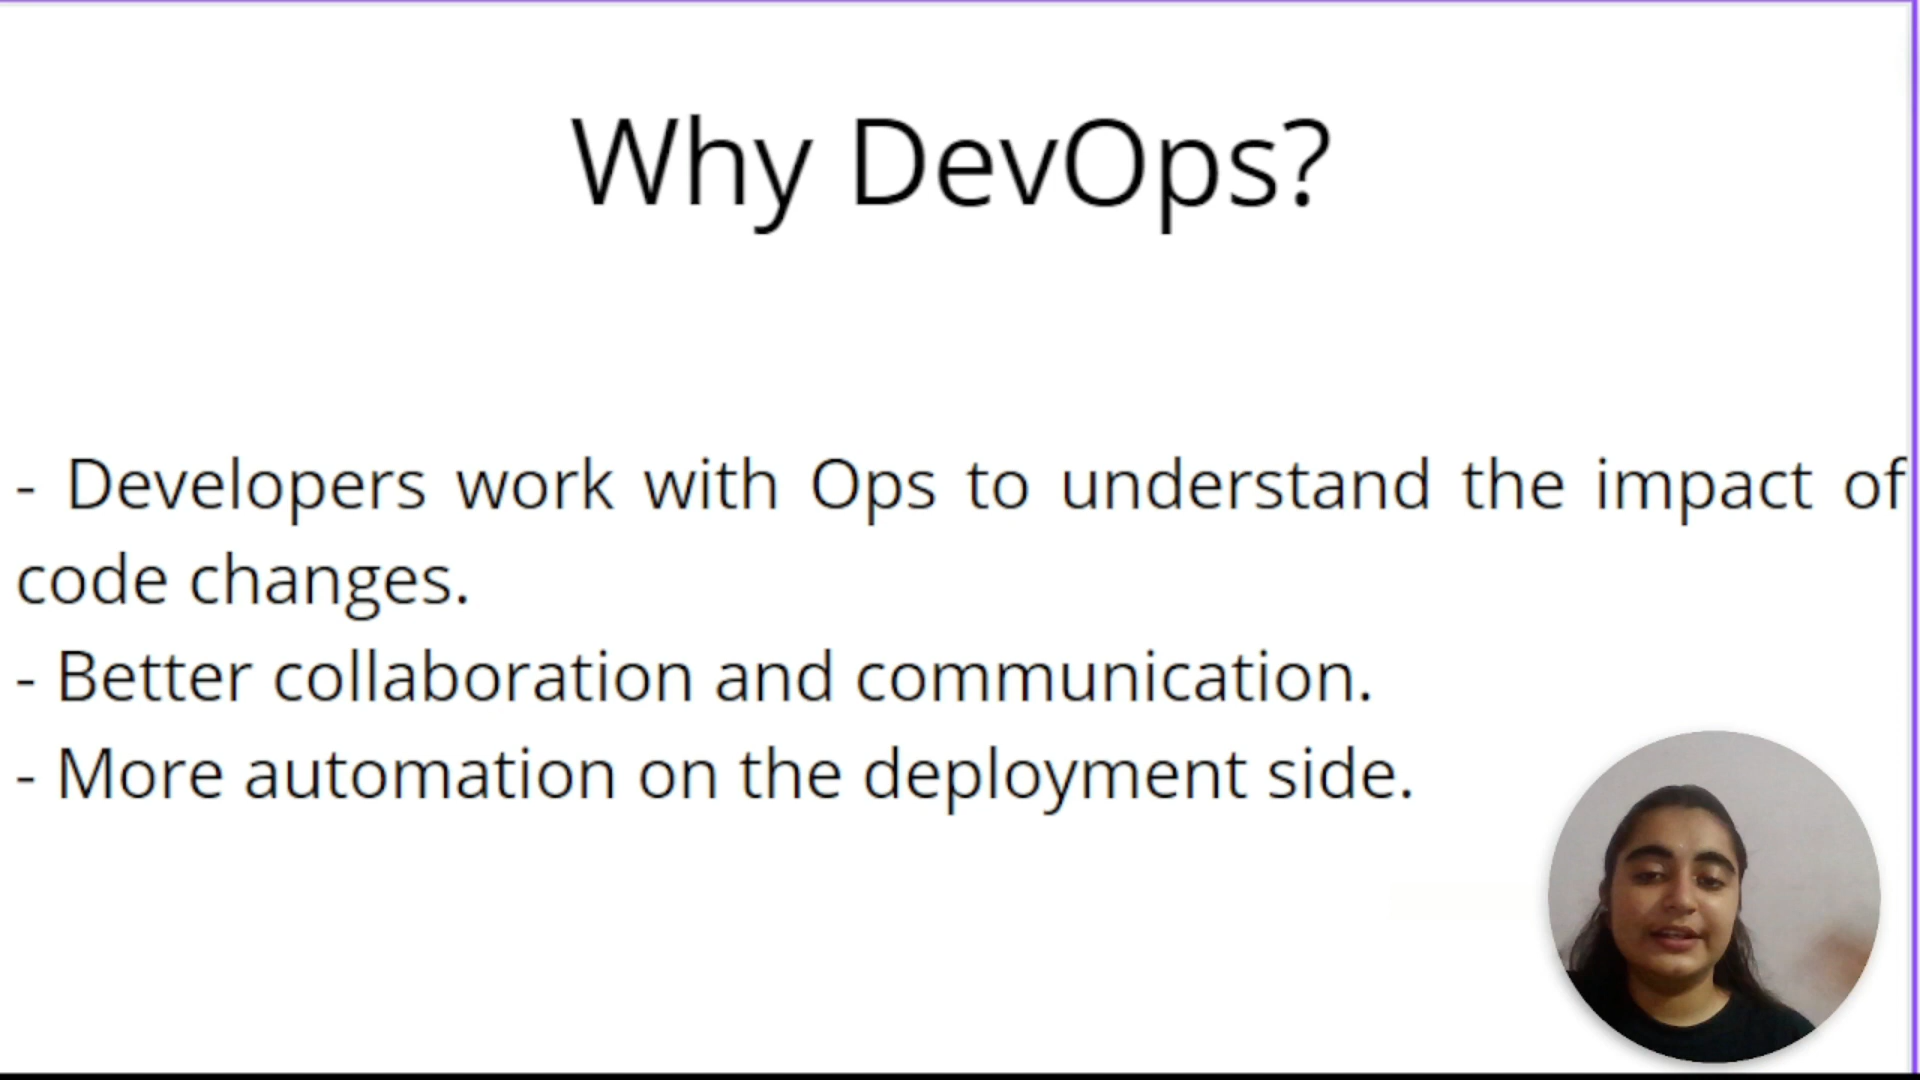 Why DevOps?
- Developers work with Ops to understand the impact of
code changes.
- Better collaboration and communication.
- More automation on the deployment side.